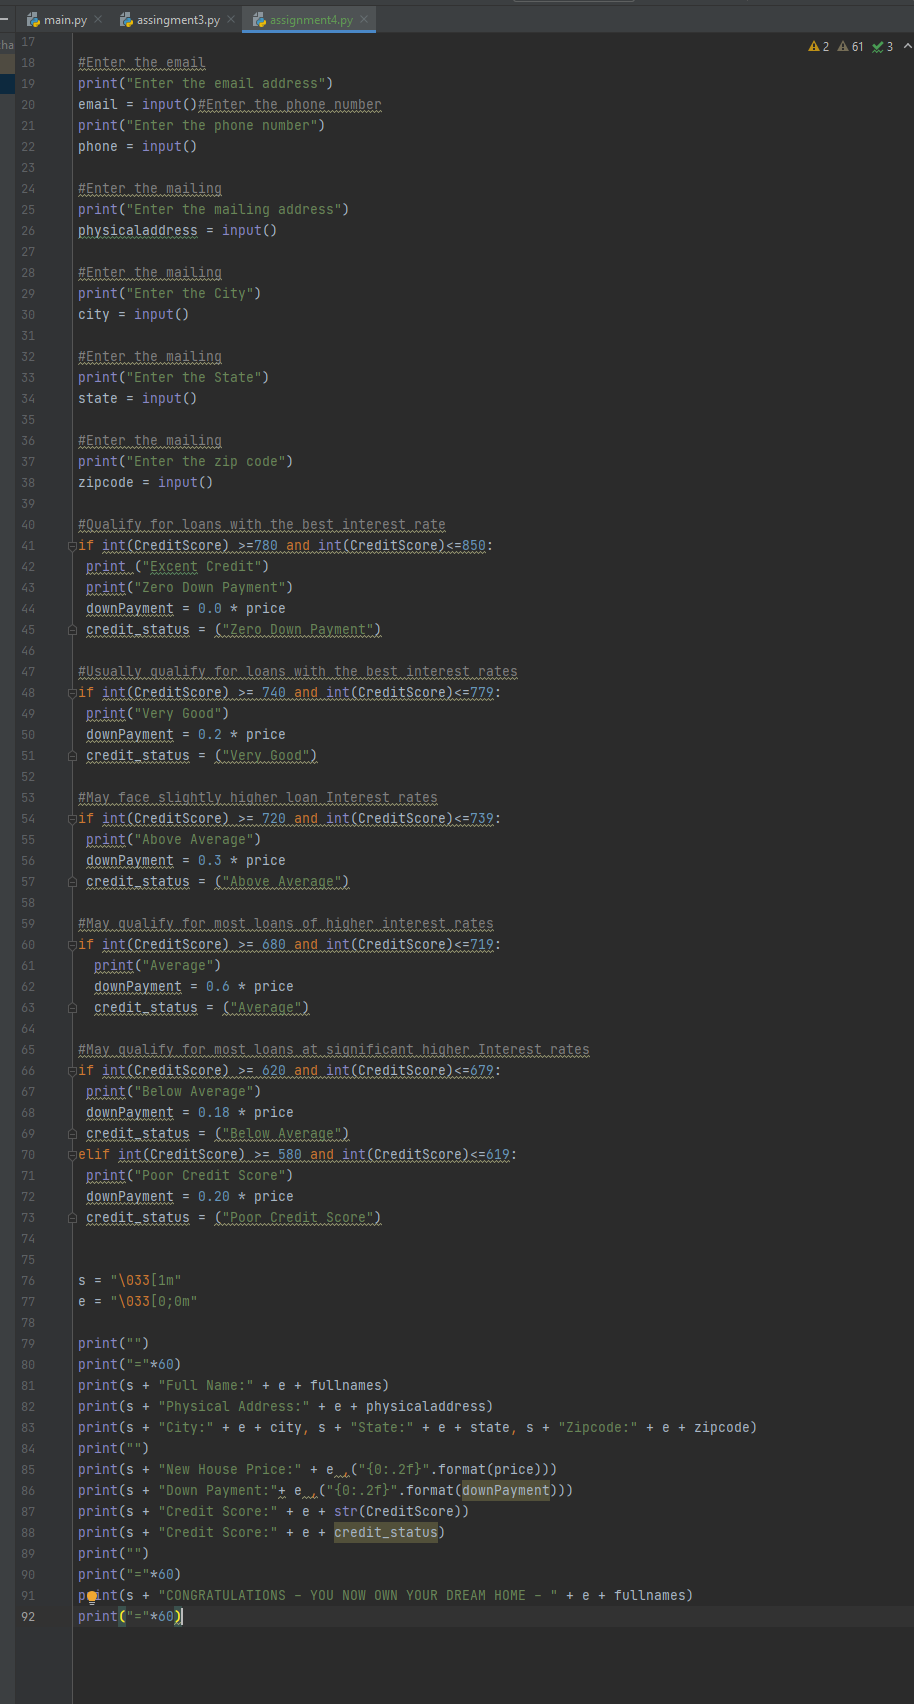 main.py × assingment3.py × assignment4.py ×
17
2 61 3
18 #Enter the email
19 print("Enter the email address")
20 email = input()#Enter the phone number
21 print("Enter the phone number")
22 phone = input()
23
24 #Enter the mailing
25 print("Enter the mailing address")
26 physicaladdress = input()
27
28 #Enter the mailing
29 print("Enter the City")
30 city = input()
31
32 #Enter the mailing
33 print("Enter the State")
34 state = input()
35
36 #Enter the mailing
37 print("Enter the zip code")
38 zipcode = input()
39
40 #Qualify for loans with the best interest rate
41 if int(CreditScore) >=780 and int(CreditScore)<=850:
42  print ("Excent Credit")
43  print("Zero Down Payment")
44  downPayment = 0.0 * price
45  credit_status = ("Zero Down Payment")
46
47 #Usually qualify for loans with the best interest rates
48 if int(CreditScore) >= 740 and int(CreditScore)<=779:
49  print("Very Good")
50  downPayment = 0.2 * price
51  credit_status = ("Very Good")
52
53 #May face slightly higher loan Interest rates
54 if int(CreditScore) >= 720 and int(CreditScore)<=739:
55  print("Above Average")
56  downPayment = 0.3 * price
57  credit_status = ("Above Average")
58
59 #May qualify for most loans of higher interest rates
60 if int(CreditScore) >= 680 and int(CreditScore)<=719:
61   print("Average")
62   downPayment = 0.6 * price
63   credit_status = ("Average")
64
65 #May qualify for most loans at significant higher Interest rates
66 if int(CreditScore) >= 620 and int(CreditScore)<=679:
67  print("Below Average")
68  downPayment = 0.18 * price
69  credit_status = ("Below Average")
70 elif int(CreditScore) >= 580 and int(CreditScore)<=619:
71  print("Poor Credit Score")
72  downPayment = 0.20 * price
73  credit_status = ("Poor Credit Score")
74
75
76 s = "\033[1m"
77 e = "\033[0;0m"
78
79 print("")
80 print("="*60)
81 print(s + "Full Name:" + e + fullnames)
82 print(s + "Physical Address:" + e + physicaladdress)
83 print(s + "City:" + e + city, s + "State:" + e + state, s + "Zipcode:" + e + zipcode)
84 print("")
85 print(s + "New House Price:" + e ,("{0:.2f}".format(price)))
86 print(s + "Down Payment:"+ e ,("{0:.2f}".format(downPayment)))
87 print(s + "Credit Score:" + e + str(CreditScore))
88 print(s + "Credit Score:" + e + credit_status)
89 print("")
90 print("="*60)
91 print(s + "CONGRATULATIONS – YOU NOW OWN YOUR DREAM HOME – " + e + fullnames)
92 print("="*60)